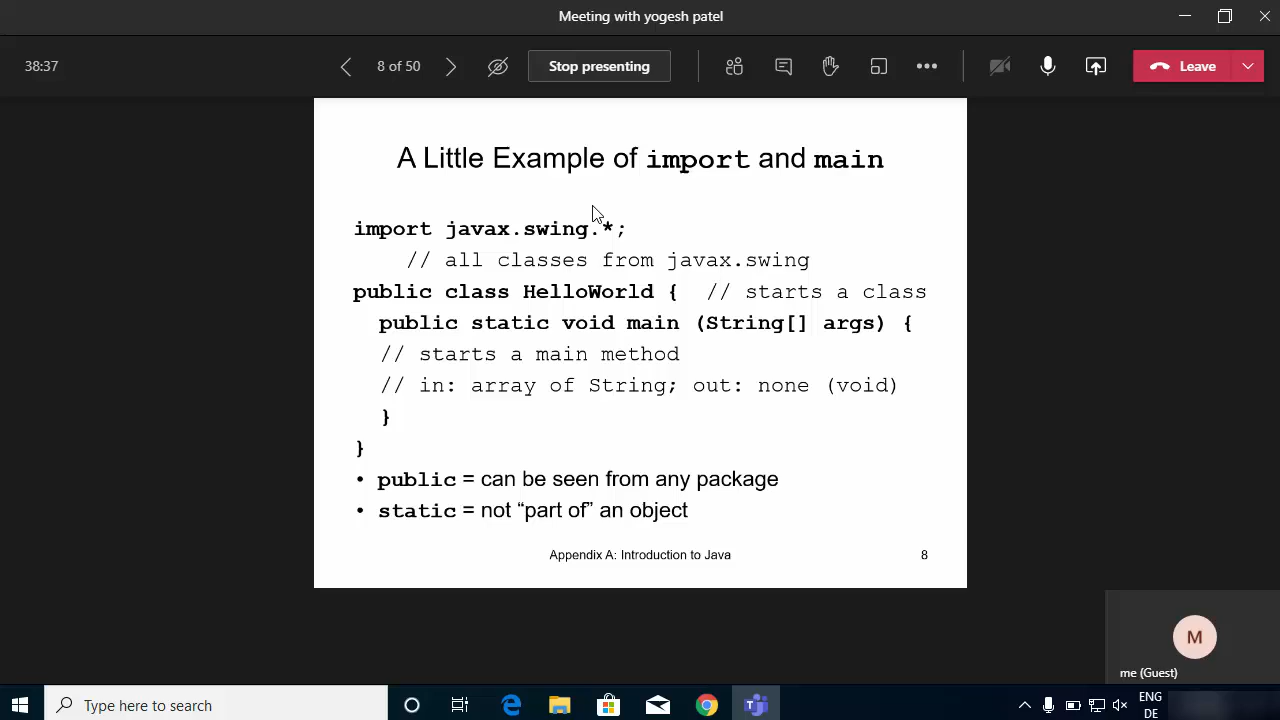 Meeting with yogesh patel
38:37
8 of 50
Stop presenting
Leave
A Little Example of import and main
import javax.swing.*;
// all classes from javax.swing
public class HelloWorld { // starts a class
public static void main (String[] args) {
// starts a main method
// in: array of String; out: none (void)
}
}
• public = can be seen from any package
• static = not “part of” an object
Appendix A: Introduction to Java
8
M
me (Guest)
Type here to search
ENG
DE